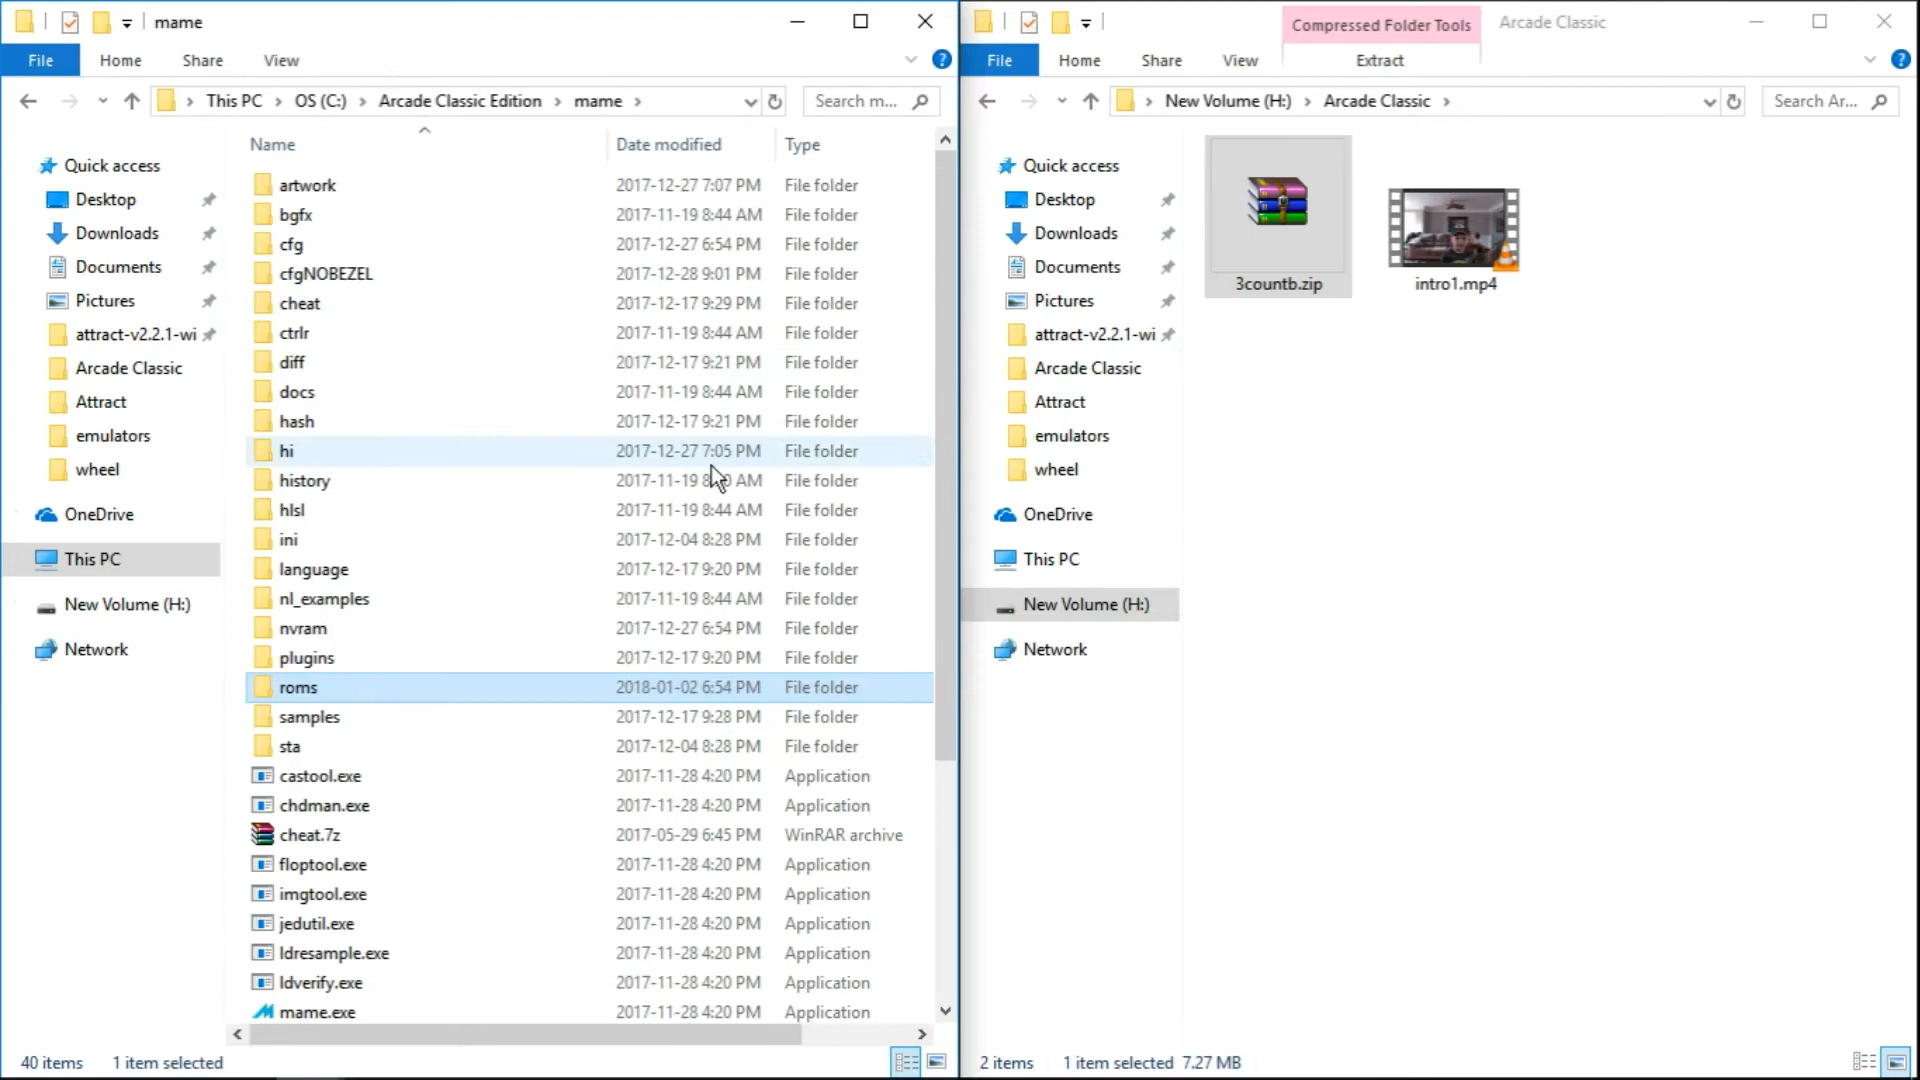 mame
File Home Share View
This PC OS (C:) Arcade Classic Edition mame Search m...
Name Date modified Type
Quick access
Desktop
Downloads
Documents
Pictures
attract-v2.2.1-wi
Arcade Classic
Attract
emulators
wheel
OneDrive
This PC
New Volume (H:)
Network
artwork 2017-12-27 7:07 PM File folder
bgfx 2017-11-19 8:44 AM File folder
cfg 2017-12-27 6:54 PM File folder
cfgNOBEZEL 2017-12-28 9:01 PM File folder
cheat 2017-12-17 9:29 PM File folder
ctrlr 2017-11-19 8:44 AM File folder
diff 2017-12-17 9:21 PM File folder
docs 2017-11-19 8:44 AM File folder
hash 2017-12-17 9:21 PM File folder
hi 2017-12-27 7:05 PM File folder
history 2017-11-19 AM File folder
hlsl 2017-11-19 8:44 AM File folder
ini 2017-12-04 8:28 PM File folder
language 2017-12-17 9:20 PM File folder
nl_examples 2017-11-19 8:44 AM File folder
nvram 2017-12-27 6:54 PM File folder
plugins 2017-12-17 9:20 PM File folder
roms 2018-01-02 6:54 PM File folder
samples 2017-12-17 9:28 PM File folder
sta 2017-12-04 8:28 PM File folder
castool.exe 2017-11-28 4:20 PM Application
chdman.exe 2017-11-28 4:20 PM Application
cheat.7z 2017-05-29 6:45 PM WinRAR archive
floptool.exe 2017-11-28 4:20 PM Application
imgtool.exe 2017-11-28 4:20 PM Application
jedutil.exe 2017-11-28 4:20 PM Application
ldresample.exe 2017-11-28 4:20 PM Application
ldverify.exe 2017-11-28 4:20 PM Application
mame.exe 2017-11-28 4:20 PM Application
40 items 1 item selected
Compressed Folder Tools Arcade Classic
File Home Share View Extract
New Volume (H:) Arcade Classic Search Ar...
Quick access
Desktop
Downloads
Documents
Pictures
attract-v2.2.1-wi
Arcade Classic
Attract
emulators
wheel
OneDrive
This PC
New Volume (H:)
Network
3countb.zip intro1.mp4
2 items 1 item selected 7.27 MB